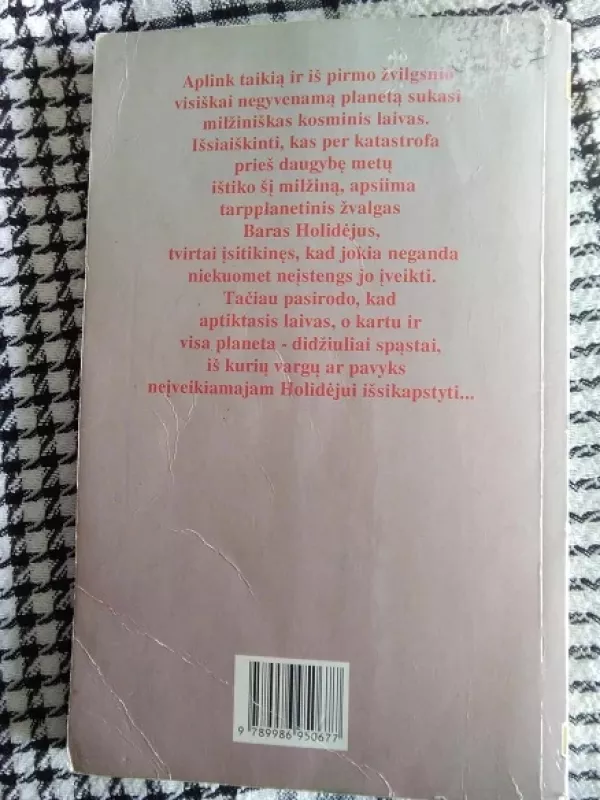 Aplink taikią ir iš pirmo žvilgsnio
visiškai negyvenamą planetą sukasi
milžiniškas kosminis laivas.
Išsiaiškinti, kas per katastrofa
prieš daugybę metų
ištiko šį milžiną, apsiima
tarpplanetinis žvalgas
Baras Holidėjus,
tvirtai įsitikinęs, kad jokia neganda
niekuomet neįstengs jo įveikti.
Tačiau pasirodo, kad
aptiktasis laivas, o kartu ir
visa planeta - didžiuliai spąstai,
iš kurių vargų ar pavyks
neįveikiamajam Holidėjui išsikapstyti...
9 789986 950677